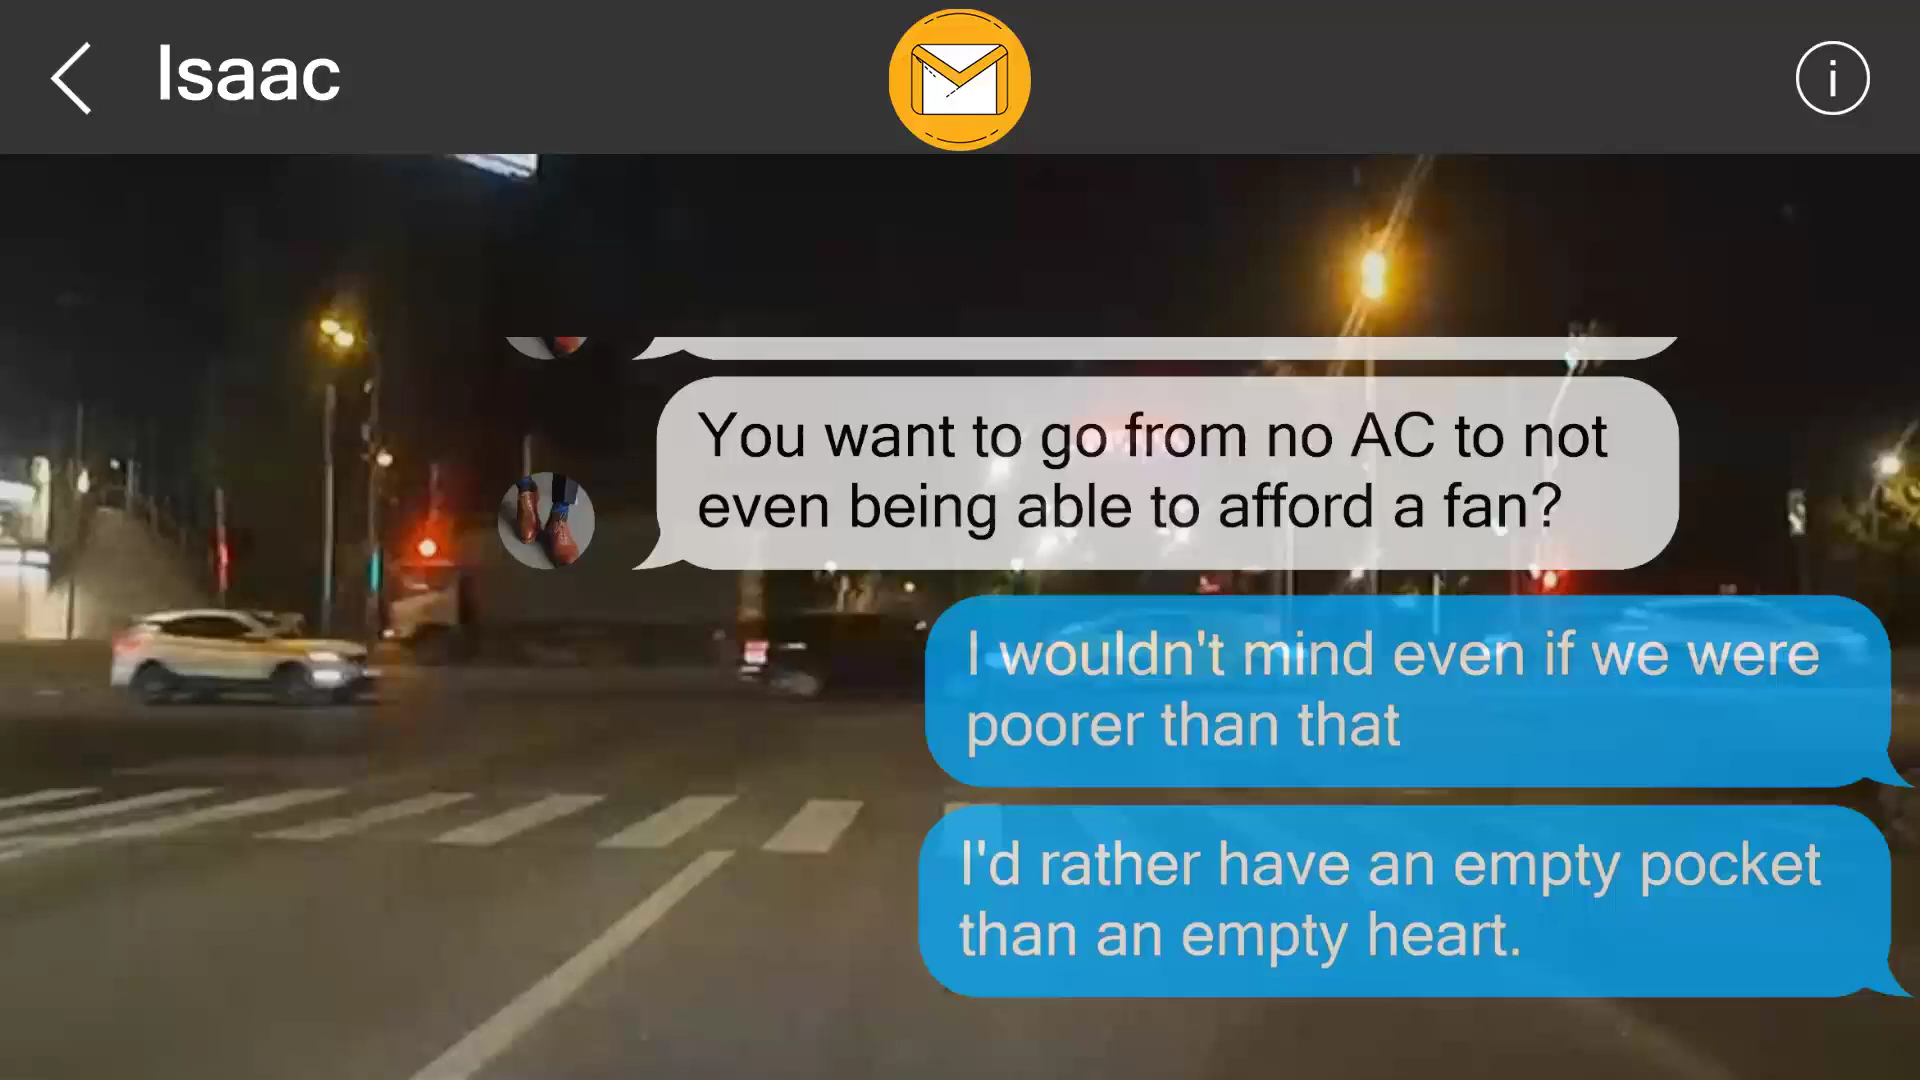 Isaac
You want to go from no AC to not
even being able to afford a fan?
I wouldn't mind even if we were
poorer than that
I'd rather have an empty pocket
than an empty heart.